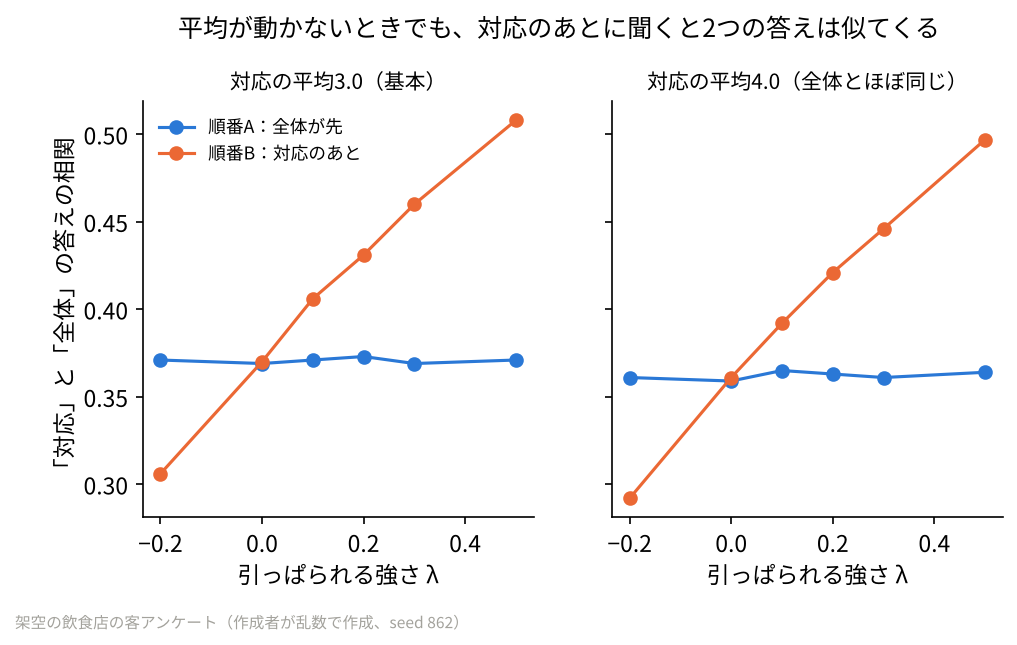 平均が動かないときでも、対応のあとに聞くと2つの答えは似てくる
対応の平均3.0（基本）
対応の平均4.0（全体とほぼ同じ）
順番A：全体が先
順番B：対応のあと
「対応」と「全体」の答えの相関
0.50
0.45
0.40
0.35
0.30
−0.2 0.0 0.2 0.4
−0.2 0.0 0.2 0.4
引っぱられる強さ λ
引っぱられる強さ λ
架空の飲食店の客アンケート（作成者が乱数で作成、seed 862）